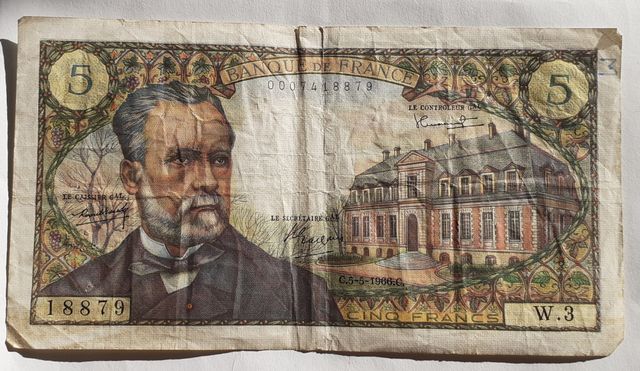 5
BANQUE DE FRANCE
5
0007418879
LE CONTROLEUR GAL
LE CAISSIER GAL
LE SECRÉTAIRE GAL
C.5-5-1966.C.
18879
CINQ FRANCS
W.3